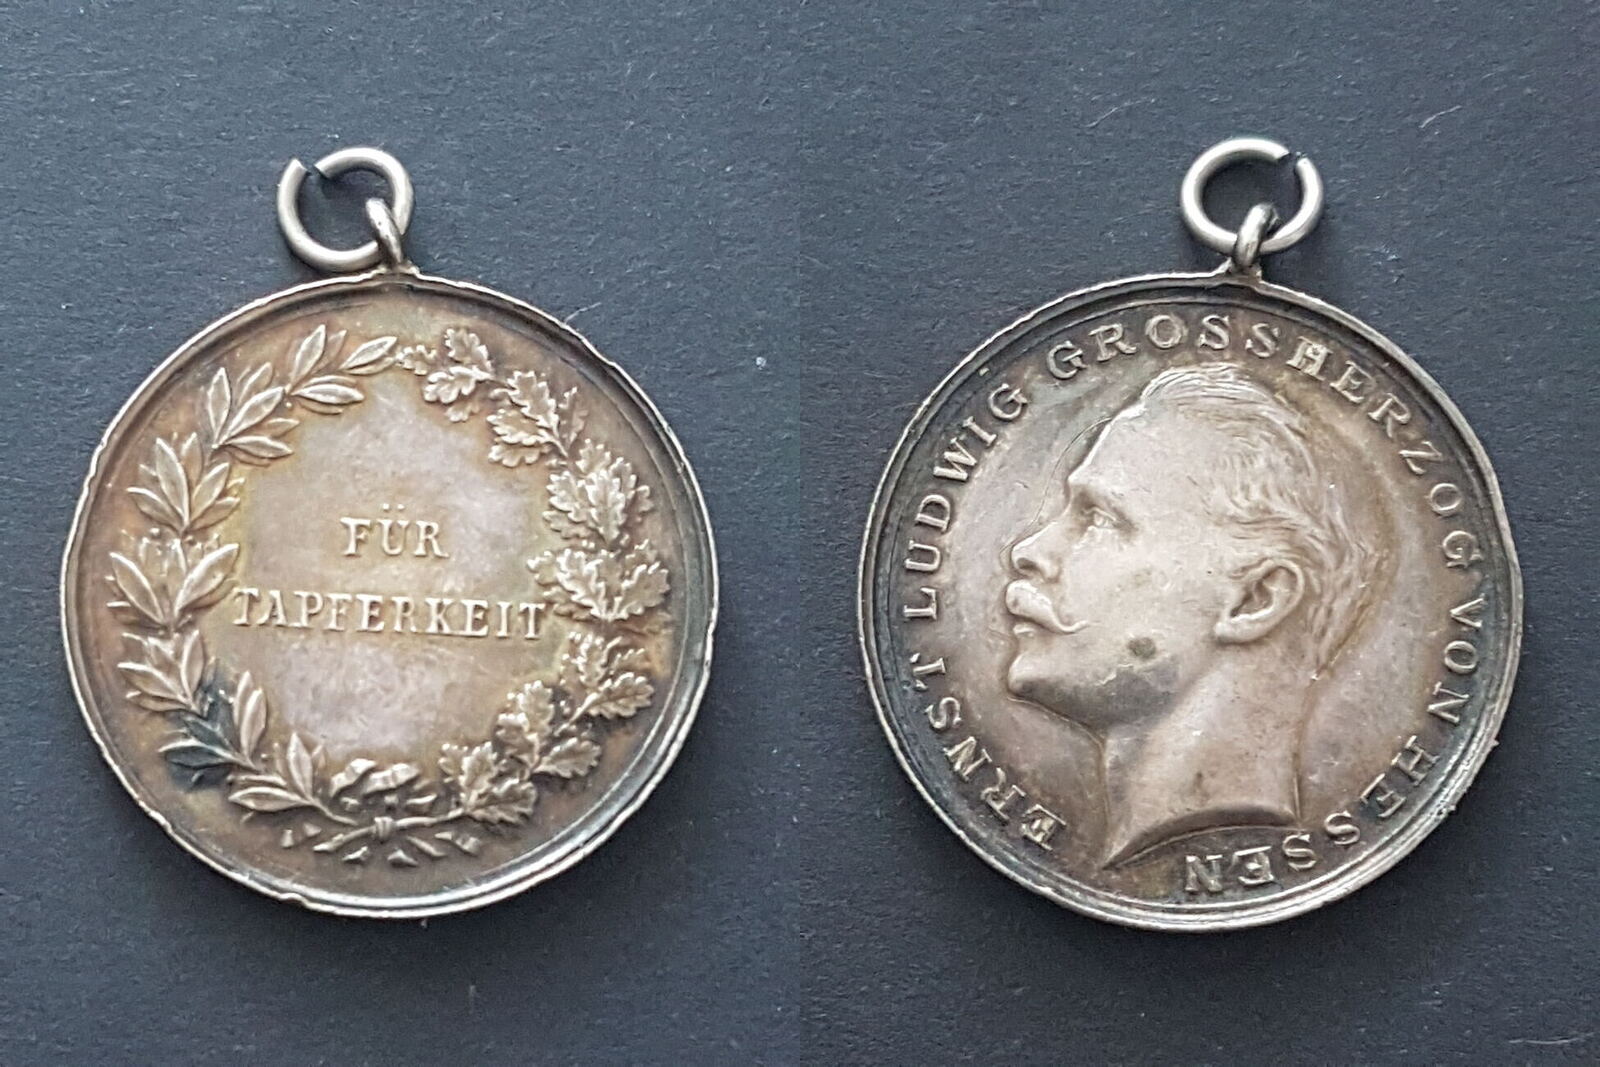 FÜR
TAPFERKEIT
ERNST LUDWIG GROSSHERZOG VON HESSEN